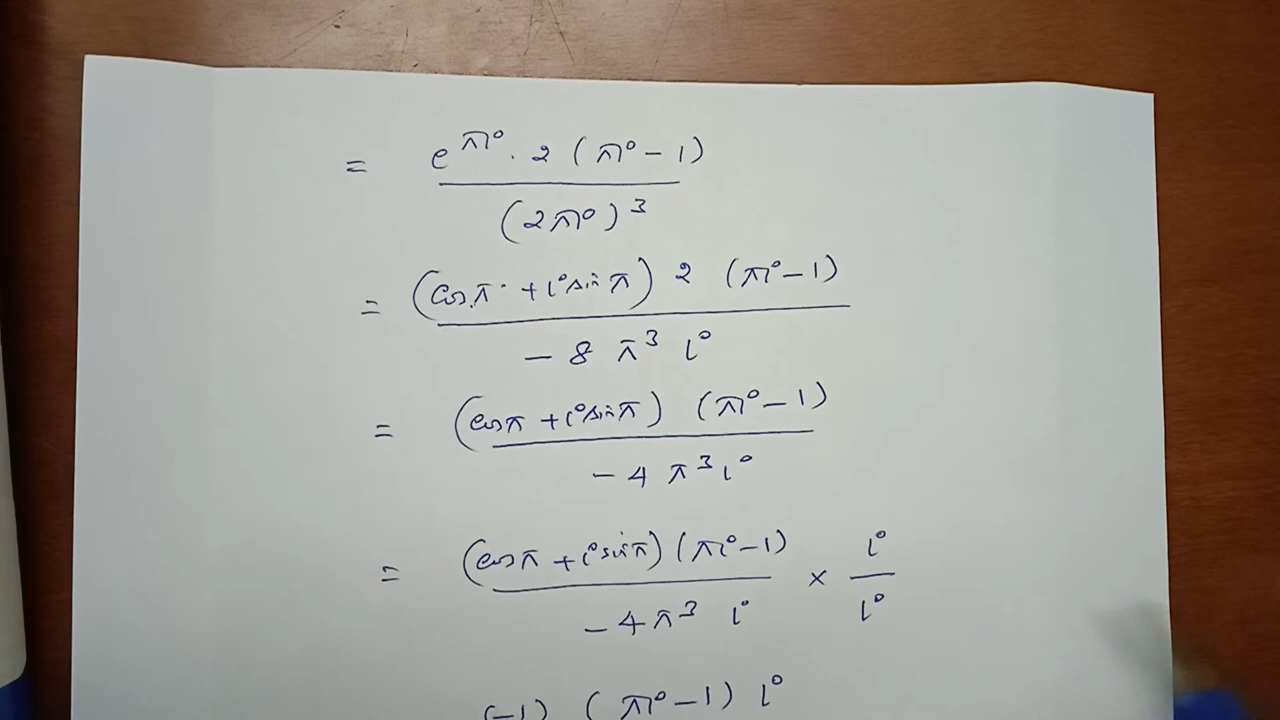 = e^{πi} . 2 (πi - 1)
(2πi)^3
= (cos π + i sin π) 2 (πi - 1)
- 8 π^3 i
= (cos π + i sin π) (πi - 1)
- 4 π^3 i
= (cos π + i sin π) (πi - 1) × i
- 4 π^3 i i
(-1) (πi - 1) i